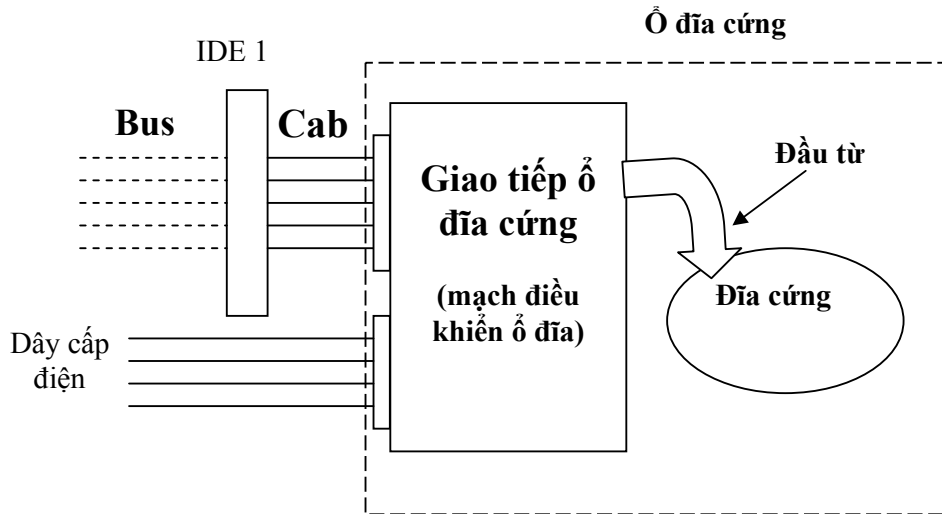 Ổ đĩa cứng
IDE 1
Bus
Cab
Đầu từ
Giao tiếp ổ
đĩa cứng
(mạch điều
khiển ổ đĩa)
Đĩa cứng
Dây cấp
điện